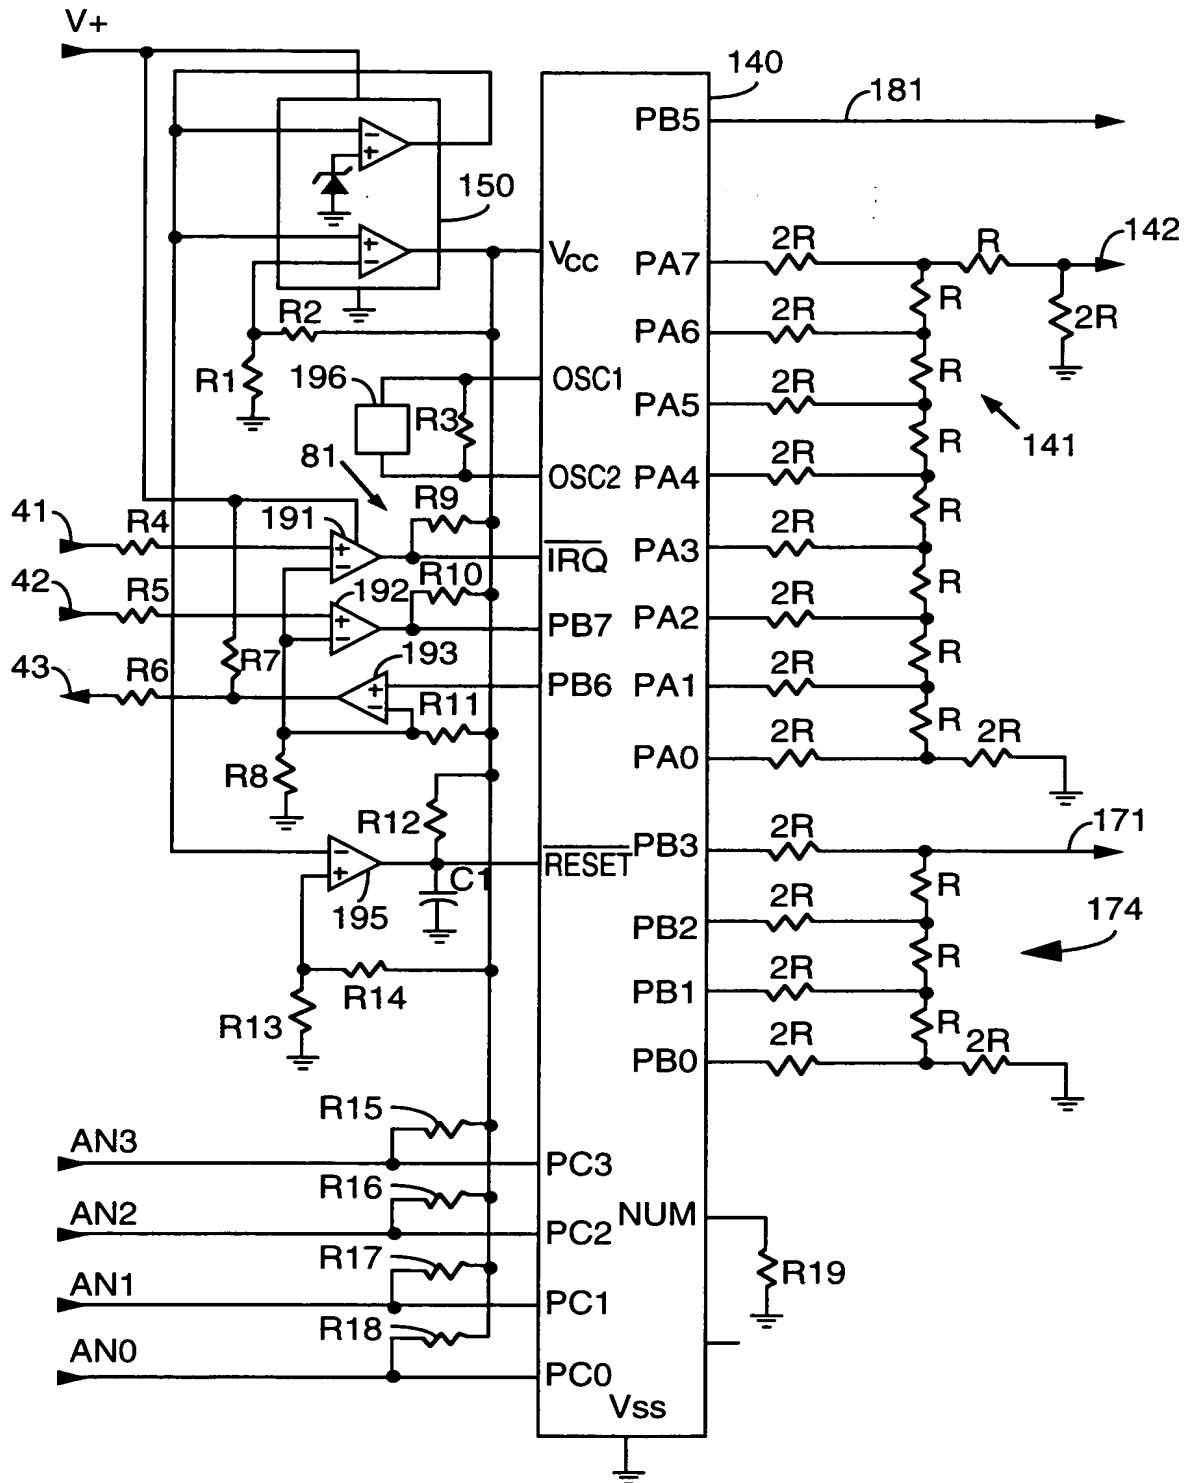 V+
140
181
PB5
150
142
VCC
PA7
2R
R
R
2R
R2
PA6
2R
R
R1
196
OSC1
R3
PA5
2R
R
141
81
OSC2
PA4
2R
R
R9
41
R4
191
IRQ
PA3
2R
R
R10
42
R5
192
PB7
PA2
2R
R
43
R6
R7
193
PB6
PA1
2R
R
R11
R8
PA0
2R
2R
R12
RESET
PB3
2R
171
C1
R
195
PB2
2R
174
R
R14
PB1
2R
R13
R
PB0
2R
2R
R15
AN3
PC3
R16
AN2
PC2
NUM
R17
R19
AN1
PC1
R18
AN0
PC0
Vss